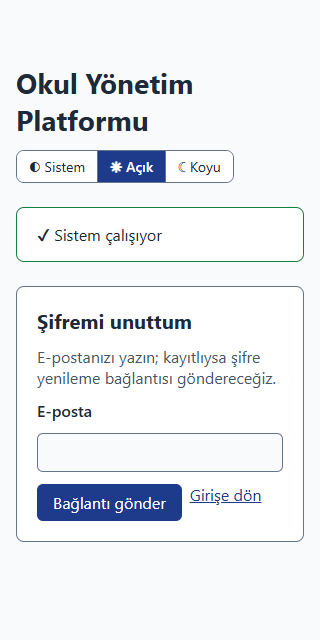 Okul Yönetim
Platformu
◐ Sistem ☀ Açık ☾ Koyu
✓ Sistem çalışıyor
Şifremi unuttum
E-postanızı yazın; kayıtlıysa şifre
yenileme bağlantısı göndereceğiz.
E-posta
Bağlantı gönder Girişe dön